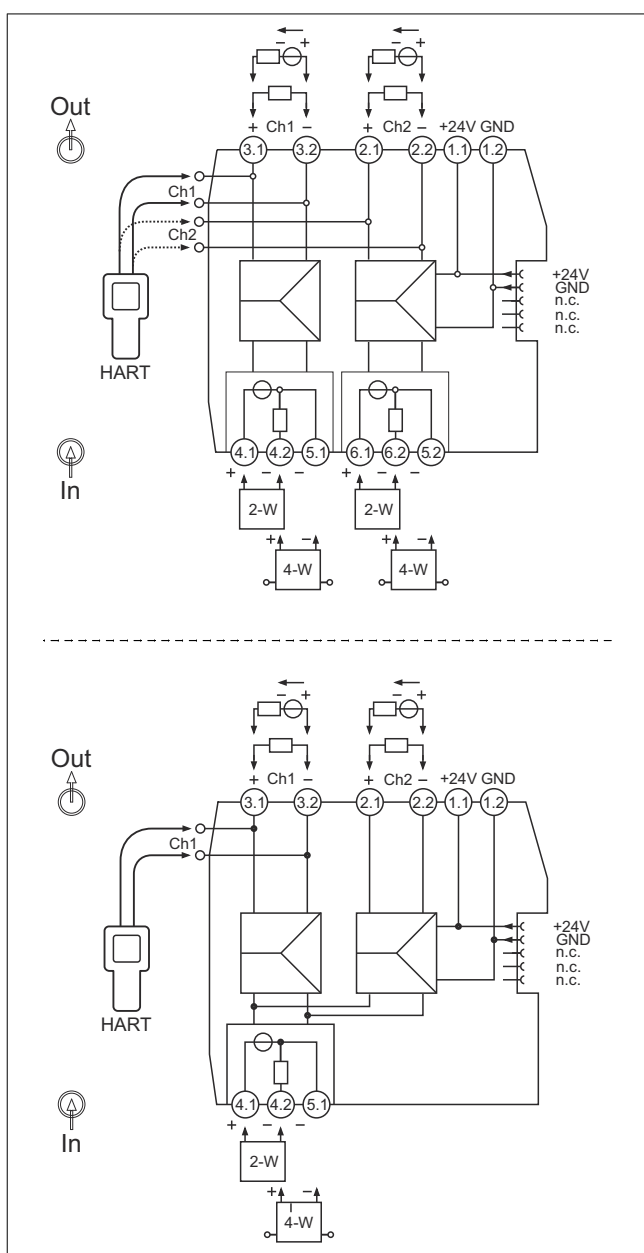 − +
− +
+ Ch1 − + Ch2 − +24V GND
Out
3.1 3.2 2.1 2.2 1.1 1.2
Ch1
Ch2
+24V
GND
n.c.
n.c.
n.c.
HART
4.1 4.2 5.1 6.1 6.2 5.2
In
+ − − + − −
2-W 2-W
+ − + −
4-W 4-W
− +
− +
Out
+ Ch1 − + Ch2 − +24V GND
3.1 3.2 2.1 2.2 1.1 1.2
Ch1
+24V
GND
n.c.
n.c.
n.c.
HART
4.1 4.2 5.1
In
+ − −
2-W
+ −
4-W